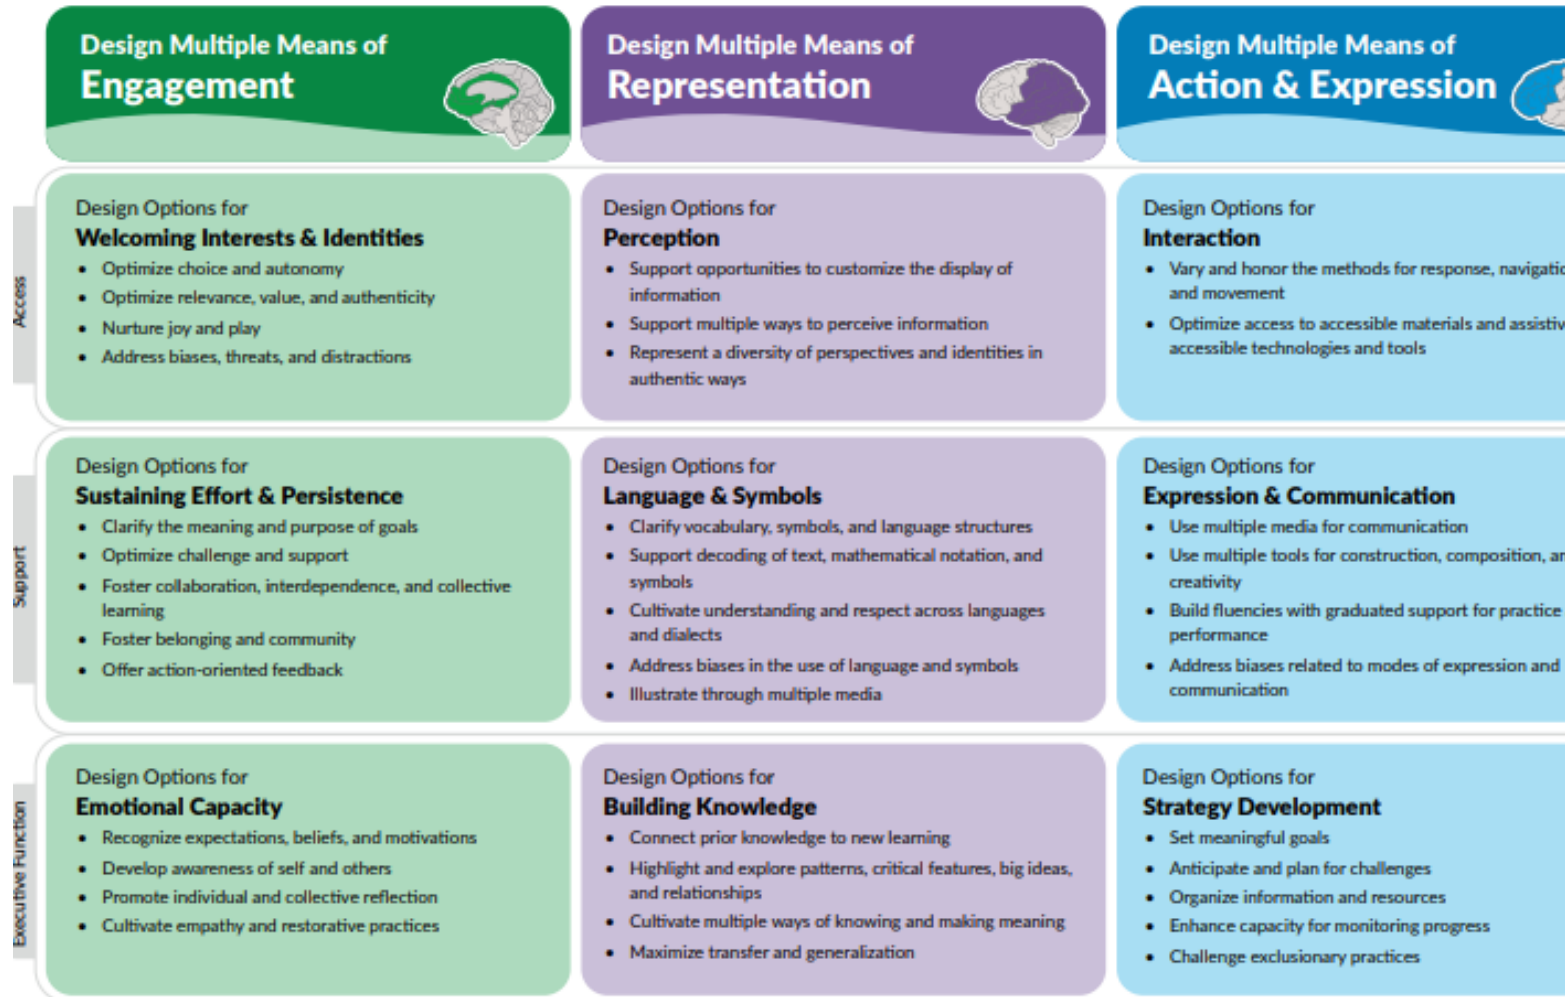 Design Multiple Means of
Engagement
Design Multiple Means of
Representation
Design Multiple Means of
Action & Expression
Access
Design Options for
Welcoming Interests & Identities
• Optimize choice and autonomy
• Optimize relevance, value, and authenticity
• Nurture joy and play
• Address biases, threats, and distractions
Design Options for
Perception
• Support opportunities to customize the display of
information
• Support multiple ways to perceive information
• Represent a diversity of perspectives and identities in
authentic ways
Design Options for
Interaction
• Vary and honor the methods for response,
and movement
• Optimize access to accessible materials and
accessible technologies and tools
Support
Design Options for
Sustaining Effort & Persistence
• Clarify the meaning and purpose of goals
• Optimize challenge and support
• Foster collaboration, interdependence, and collective
learning
• Foster belonging and community
• Offer action-oriented feedback
Design Options for
Language & Symbols
• Clarify vocabulary, symbols, and language structures
• Support decoding of text, mathematical notation, and
symbols
• Cultivate understanding and respect across languages
and dialects
• Address biases in the use of language and symbols
• Illustrate through multiple media
Design Options for
Expression & Communication
• Use multiple media for communication
• Use multiple tools for construction, composition,
creativity
• Build fluencies with graduated support for practice
performance
• Address biases related to modes of expression and
communication
Executive Function
Design Options for
Emotional Capacity
• Recognize expectations, beliefs, and motivations
• Develop awareness of self and others
• Promote individual and collective reflection
• Cultivate empathy and restorative practices
Design Options for
Building Knowledge
• Connect prior knowledge to new learning
• Highlight and explore patterns, critical features, big ideas,
and relationships
• Cultivate multiple ways of knowing and making meaning
• Maximize transfer and generalization
Design Options for
Strategy Development
• Set meaningful goals
• Anticipate and plan for challenges
• Organize information and resources
• Enhance capacity for monitoring progress
• Challenge exclusionary practices